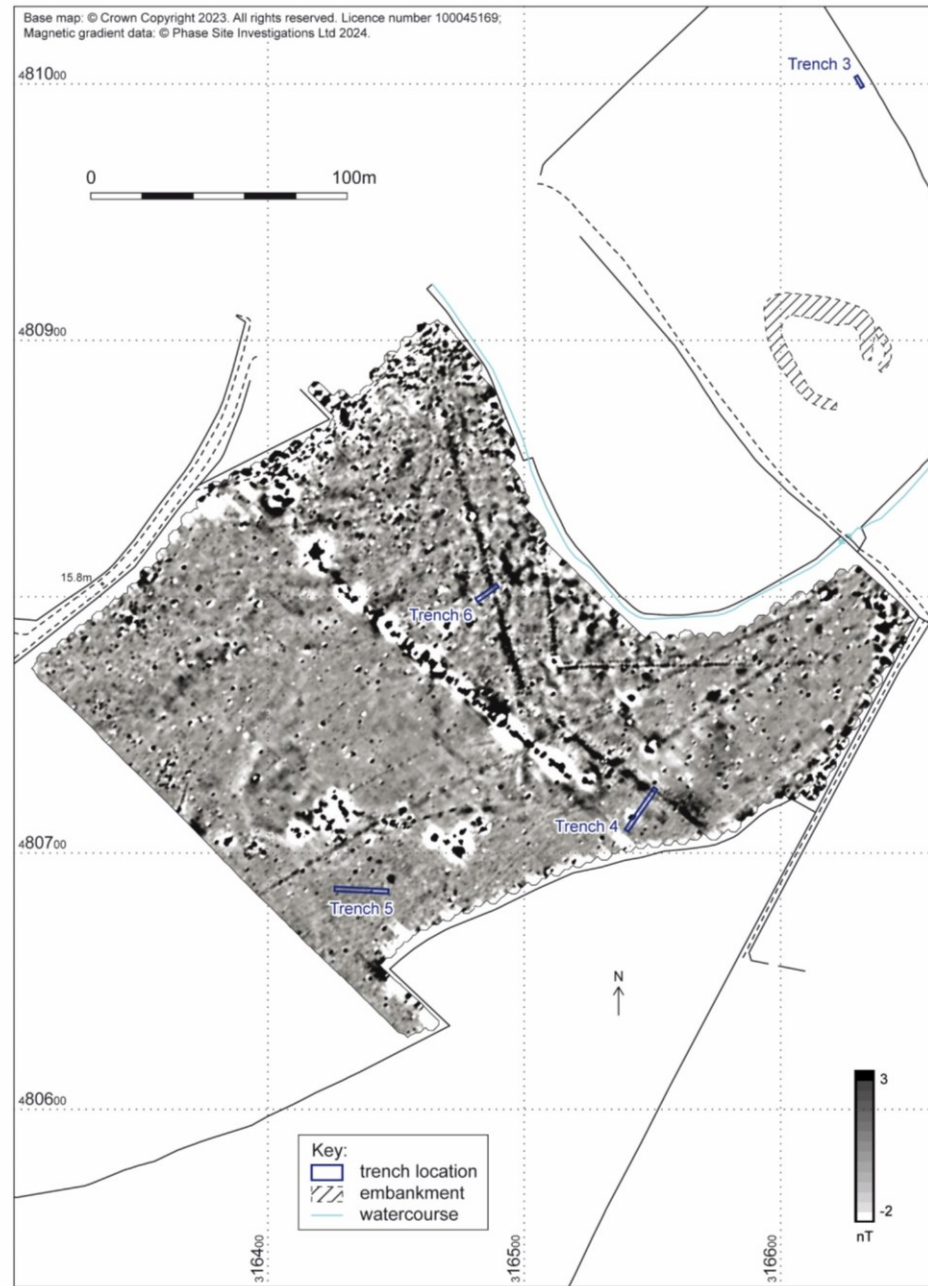 Base map: © Crown Copyright 2023. All rights reserved. Licence number 100045169;
Magnetic gradient data: © Phase Site Investigations Ltd 2024.
Trench 3
481000
0 100m
480900
15.8m
Trench 6
Trench 4
480700
Trench 5
N
480600
Key:
trench location
embankment
watercourse
3
-2
nT
316400
316500
316600